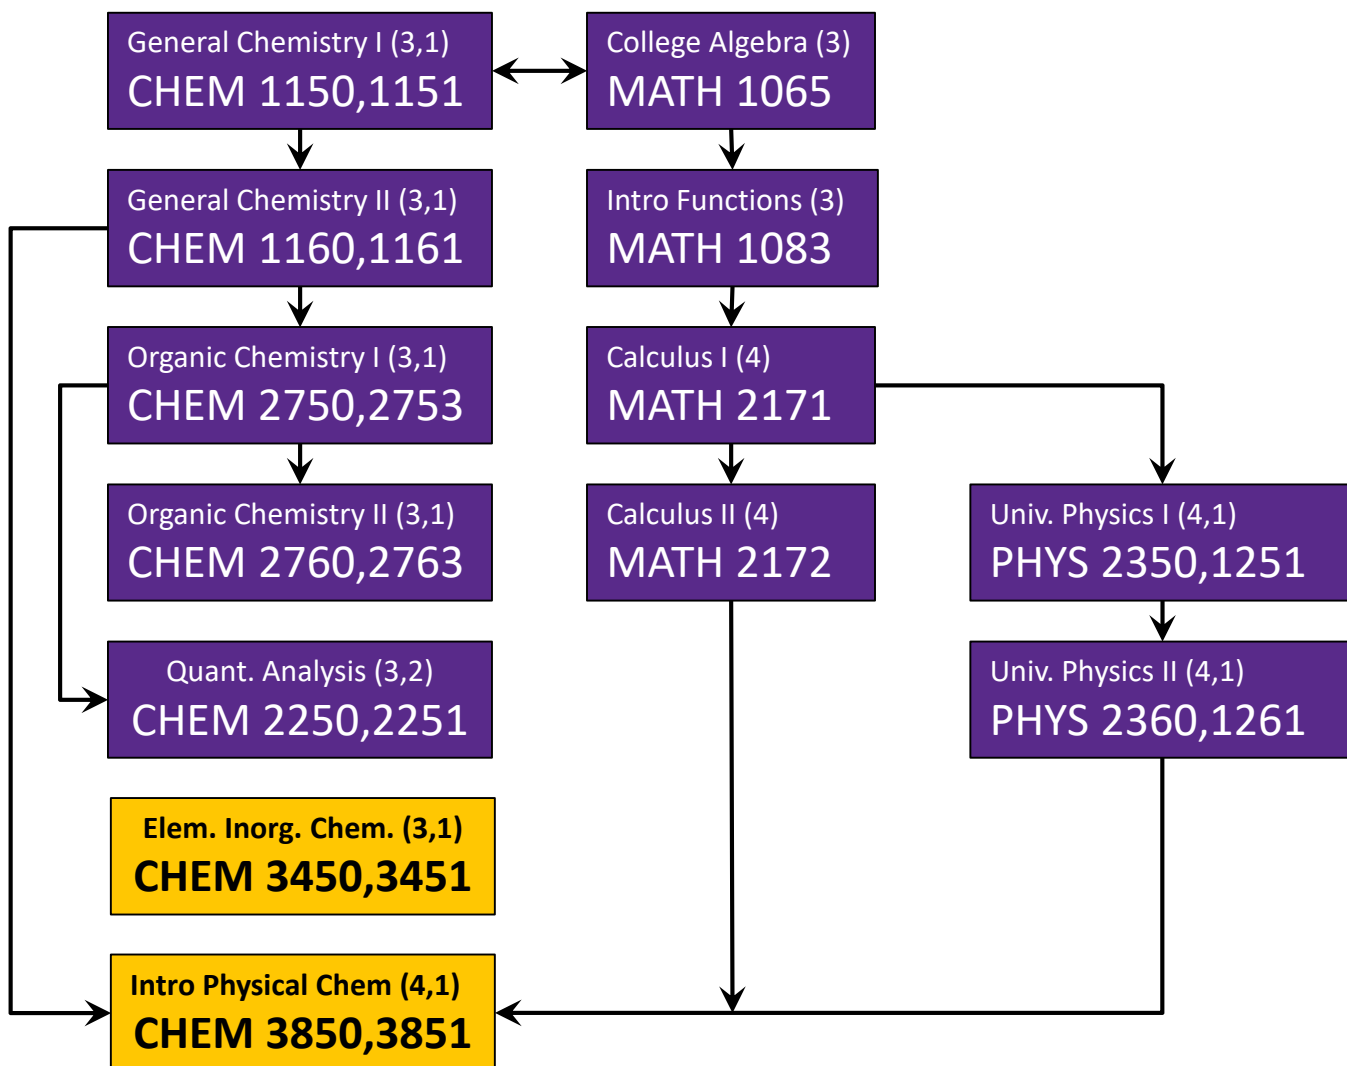 General Chemistry I (3,1)
CHEM 1150,1151
College Algebra (3)
MATH 1065
General Chemistry II (3,1)
CHEM 1160,1161
Intro Functions (3)
MATH 1083
Organic Chemistry I (3,1)
CHEM 2750,2753
Calculus I (4)
MATH 2171
Organic Chemistry II (3,1)
CHEM 2760,2763
Calculus II (4)
MATH 2172
Univ. Physics I (4,1)
PHYS 2350,1251
Quant. Analysis (3,2)
CHEM 2250,2251
Univ. Physics II (4,1)
PHYS 2360,1261
Elem. Inorg. Chem. (3,1)
CHEM 3450,3451
Intro Physical Chem (4,1)
CHEM 3850,3851